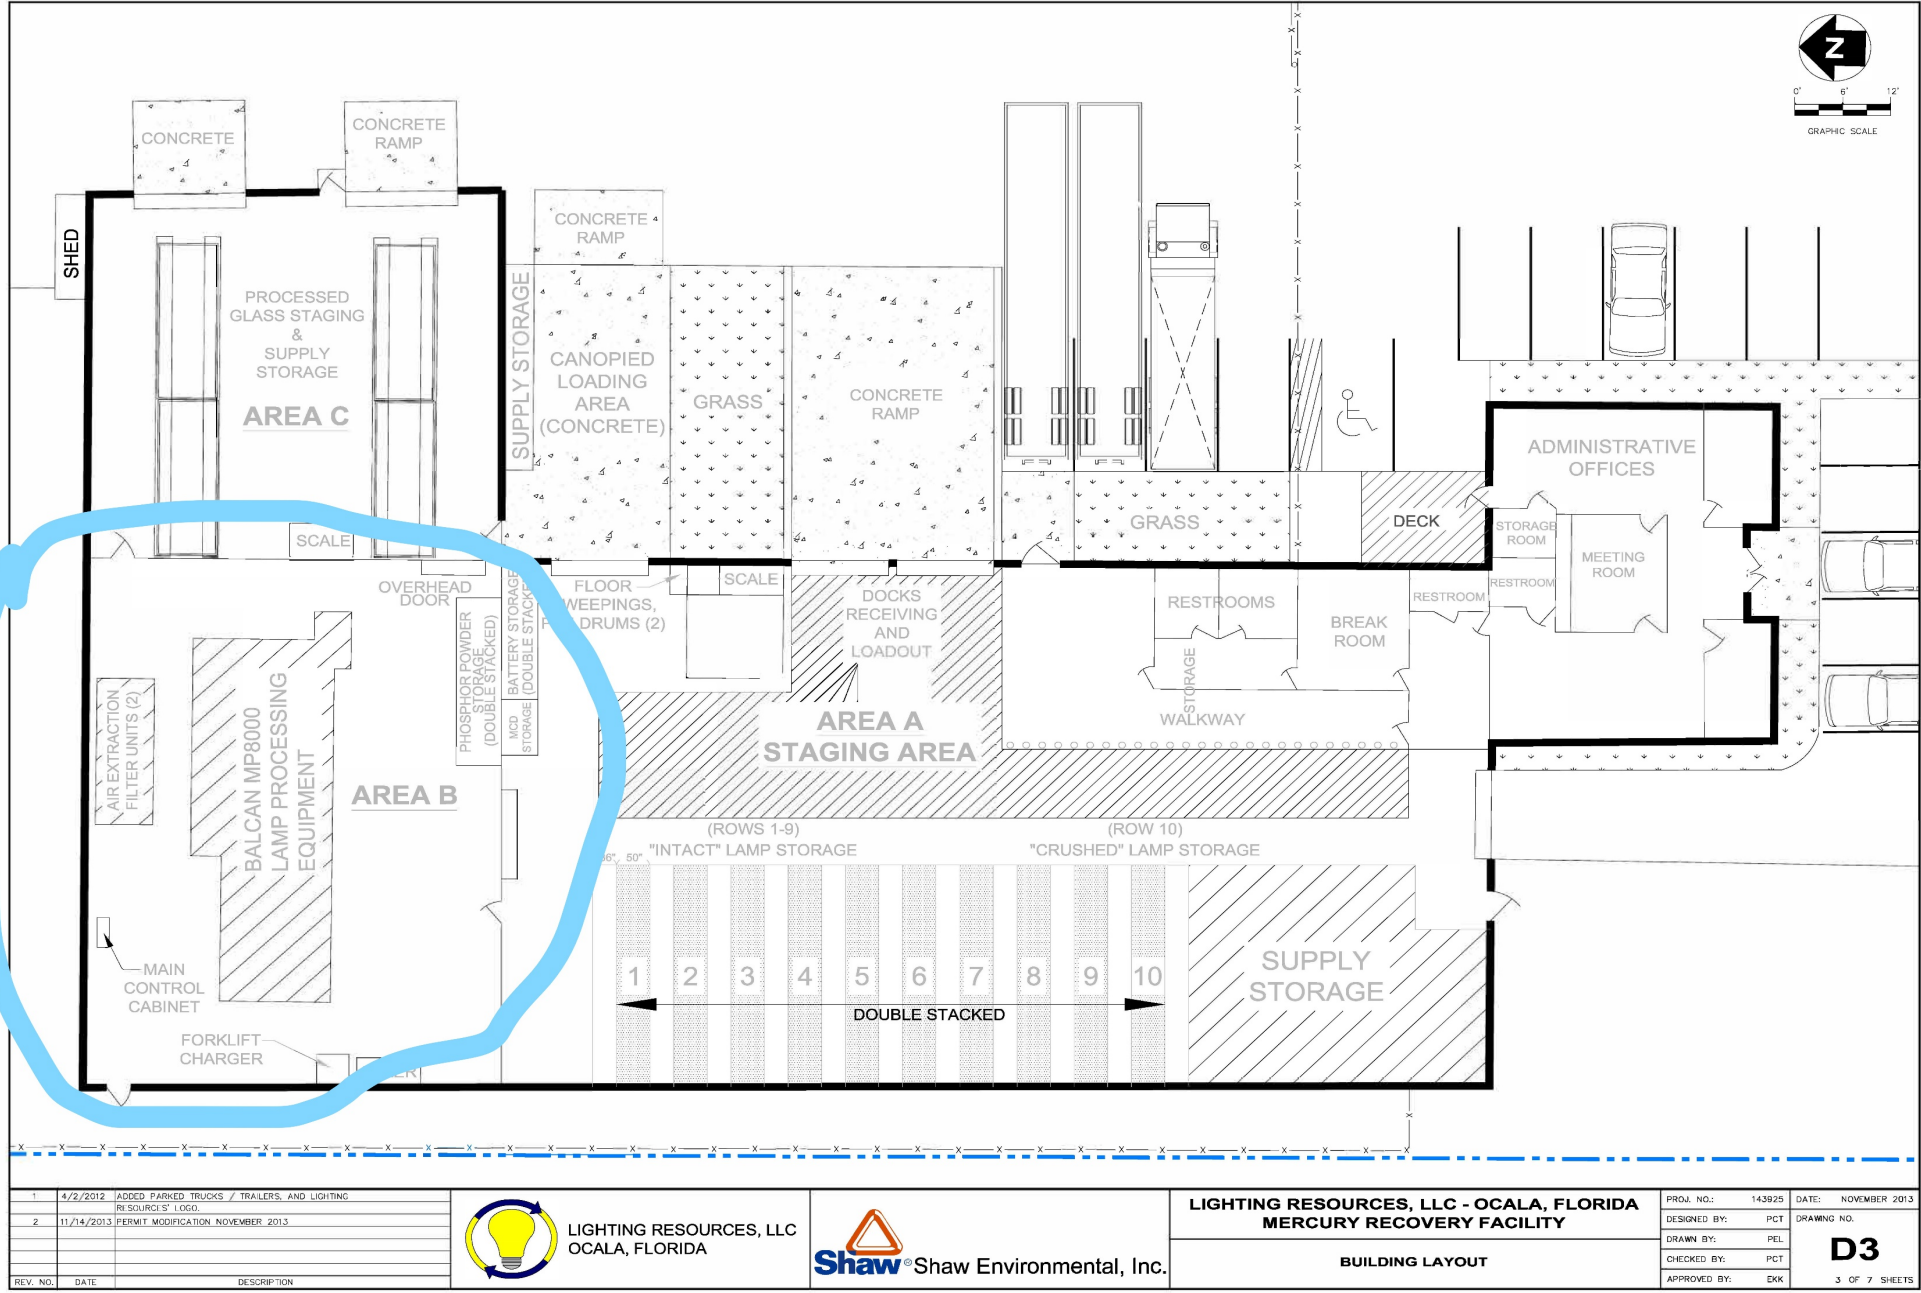 N
0' 6' 12'
GRAPHIC SCALE
CONCRETE
CONCRETE
RAMP
SHED
CONCRETE
RAMP
PROCESSED
GLASS STAGING
&
SUPPLY
STORAGE
AREA C
SUPPLY STORAGE
CANOPIED
LOADING
AREA
(CONCRETE)
GRASS
CONCRETE
RAMP
GRASS
DECK
ADMINISTRATIVE
OFFICES
STORAGE
ROOM
MEETING
ROOM
RESTROOM
RESTROOM
RESTROOMS
BREAK
ROOM
STORAGE
WALKWAY
SCALE
OVERHEAD
DOOR
PHOSPHOR POWDER
STORAGE
(DOUBLE STACKED)
BATTERY STORAGE
(DOUBLE STACKE
MCD
STORAGE
FLOOR
WEEPINGS,
DRUMS (2)
SCALE
DOCKS
RECEIVING
AND
LOADOUT
AREA A
STAGING AREA
AIR EXTRACTION
FILTER UNITS (2)
BALCAN MP8000
LAMP PROCESSING
EQUIPMENT
AREA B
MAIN
CONTROL
CABINET
FORKLIFT
CHARGER
(ROWS 1-9)
"INTACT" LAMP STORAGE
(ROW 10)
"CRUSHED" LAMP STORAGE
50"
1 2 3 4 5 6 7 8 9 10
DOUBLE STACKED
SUPPLY
STORAGE
1 4/2/2012 ADDED PARKED TRUCKS / TRAILERS, AND LIGHTING
RESOURCES' LOGO.
2 11/14/2013 PERMIT MODIFICATION NOVEMBER 2013
REV. NO. DATE DESCRIPTION
LIGHTING RESOURCES, LLC
OCALA, FLORIDA
Shaw® Shaw Environmental, Inc.
LIGHTING RESOURCES, LLC - OCALA, FLORIDA
MERCURY RECOVERY FACILITY
BUILDING LAYOUT
PROJ. NO.: 143925
DESIGNED BY: PCT
DRAWN BY: PEL
CHECKED BY: PCT
APPROVED BY: EKK
DATE: NOVEMBER 2013
DRAWING NO.
D3
3 OF 7 SHEETS